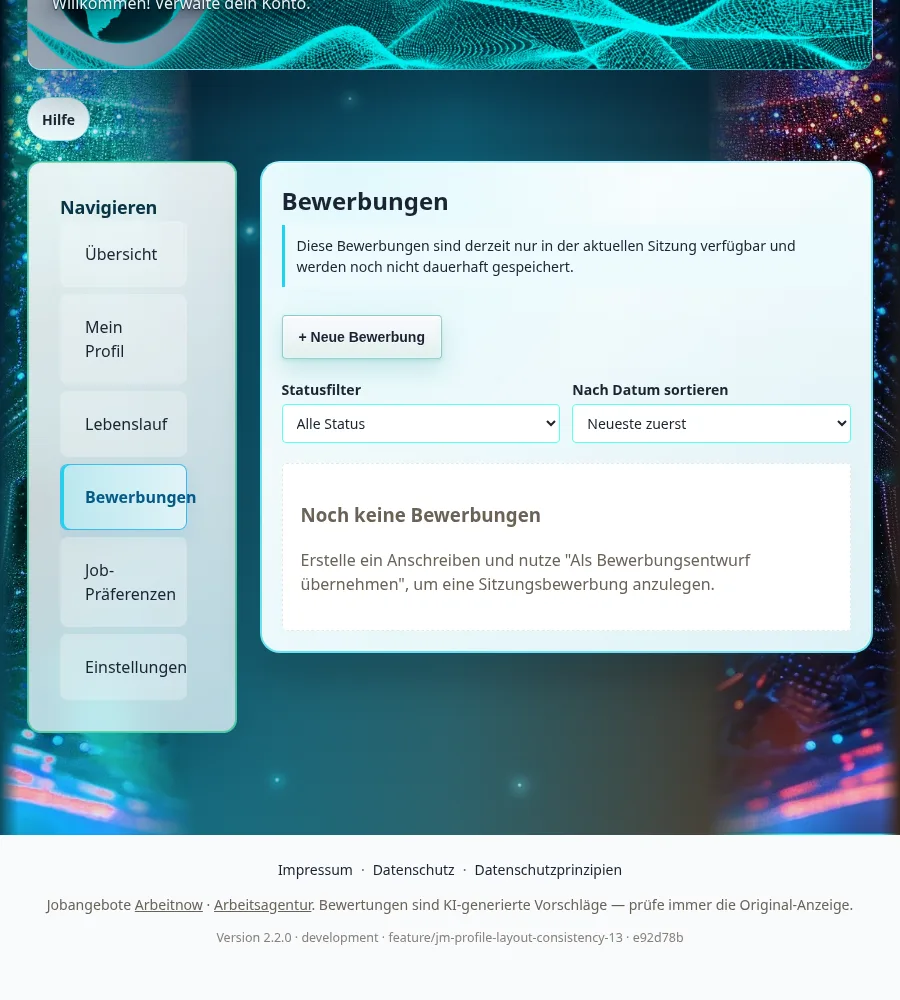 Willkommen! Verwalte dein Konto.
Hilfe
Navigieren
Übersicht
Mein
Profil
Lebenslauf
Bewerbungen
Job-
Präferenzen
Einstellungen
Bewerbungen
Diese Bewerbungen sind derzeit nur in der aktuellen Sitzung verfügbar und
werden noch nicht dauerhaft gespeichert.
+ Neue Bewerbung
Statusfilter
Nach Datum sortieren
Alle Status
Neueste zuerst
Noch keine Bewerbungen
Erstelle ein Anschreiben und nutze "Als Bewerbungsentwurf
übernehmen", um eine Sitzungsbewerbung anzulegen.
Impressum · Datenschutz · Datenschutzprinzipien
Jobangebote Arbeitnow · Arbeitsagentur. Bewertungen sind KI-generierte Vorschläge — prüfe immer die Original-Anzeige.
Version 2.2.0 · development · feature/jm-profile-layout-consistency-13 · e92d78b